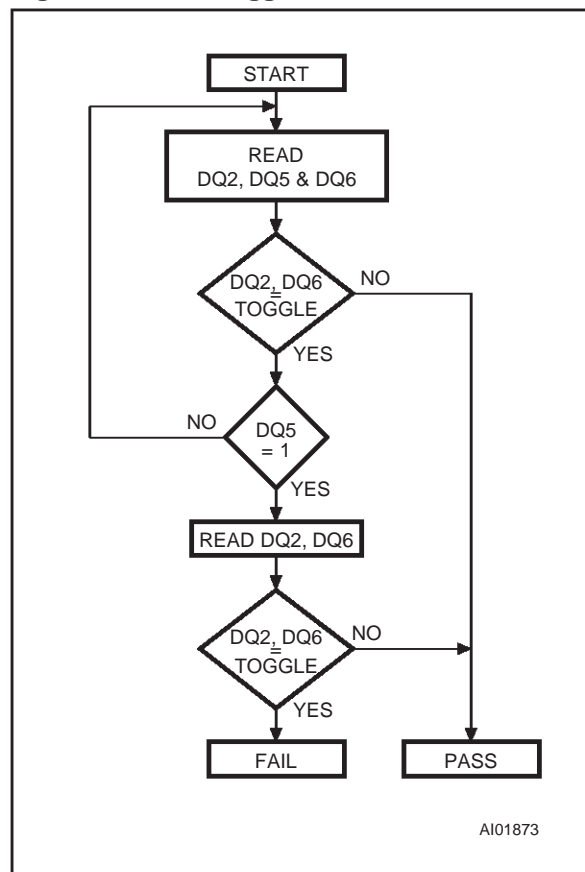 START
READ
DQ2, DQ5 & DQ6
DQ2, DQ6
=
TOGGLE
NO
YES
NO
DQ5
= 1
YES
READ DQ2, DQ6
DQ2, DQ6
=
TOGGLE
NO
YES
FAIL
PASS
AI01873